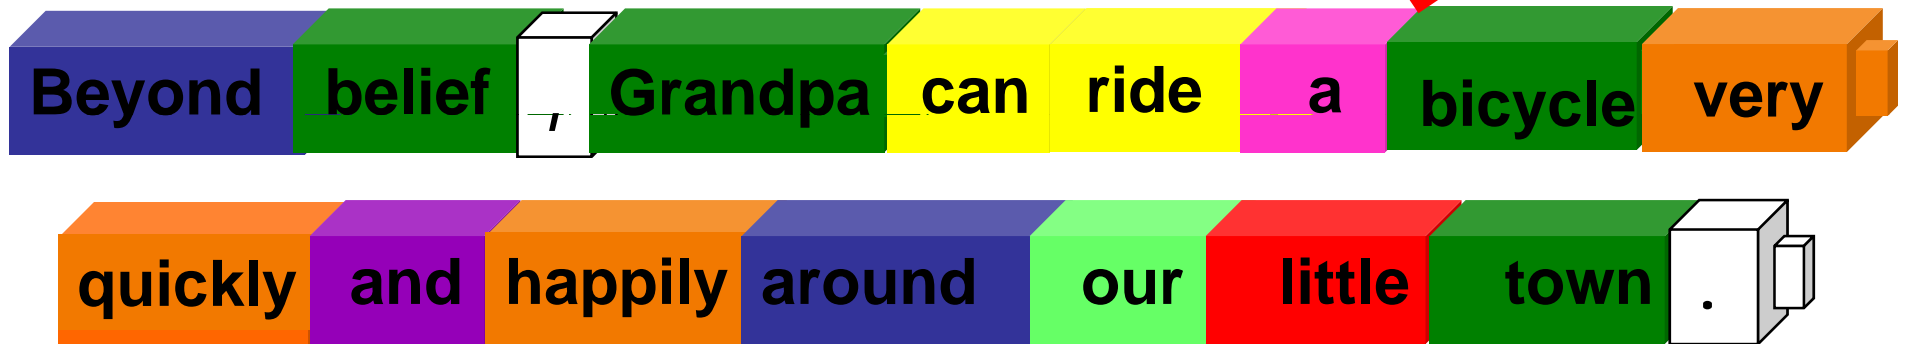 Beyond belief , Grandpa can ride a bicycle very
quickly and happily around our little town .